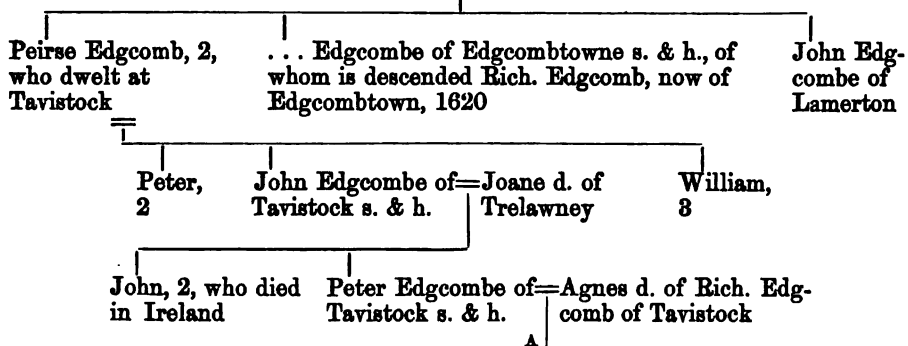 Peirse Edgcomb, 2,
who dwelt at
Tavistock
. . . Edgcombe of Edgcombtowne s. & h., of
whom is descended Rich. Edgcomb, now of
Edgcombtown, 1620
John Edg-
combe of
Lamerton
Peter,
2
John Edgcombe of=Joane d. of
Tavistock s. & h. Trelawney
William,
3
John, 2, who died
in Ireland
Peter Edgcombe of=Agnes d. of Rich. Edg-
Tavistock s. & h. comb of Tavistock
A